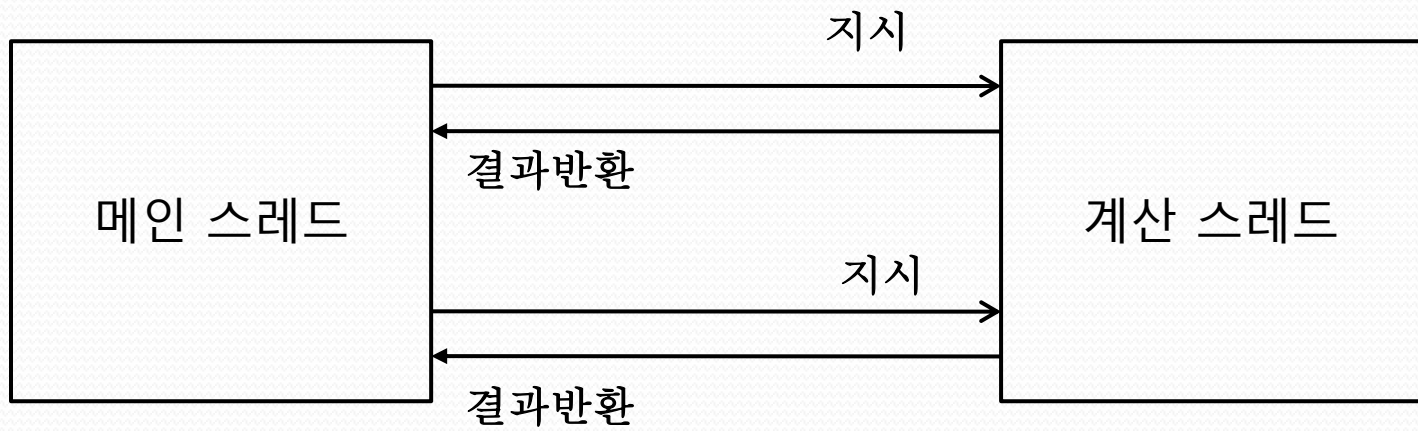 지시
결과반환
메인 스레드
계산 스레드
지시
결과반환